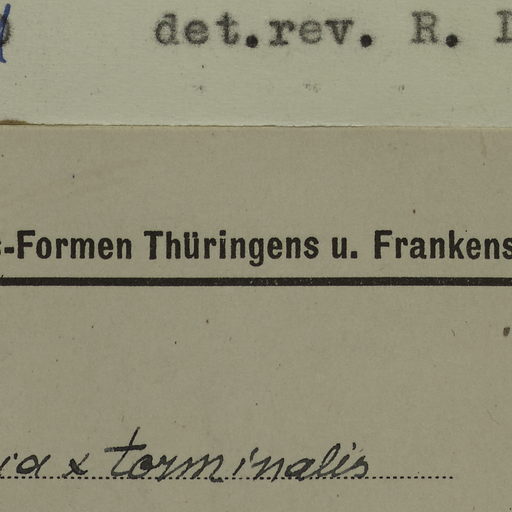 det.rev. R.
-Formen Thüringens u. Frankens
x torminalis